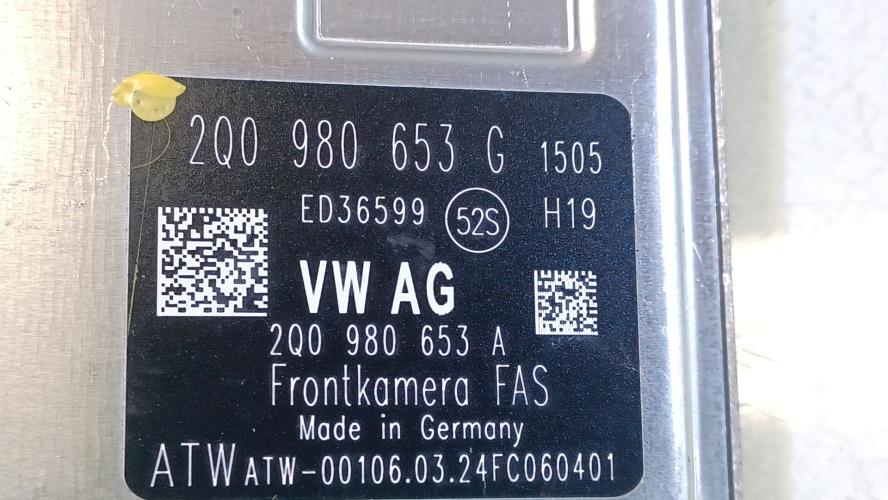 2Q0 980 653 G 1505
ED36599 52S H19
VW AG
2Q0 980 653 A
Frontkamera FAS
Made in Germany
ATW ATW-00106.03.24FC060401